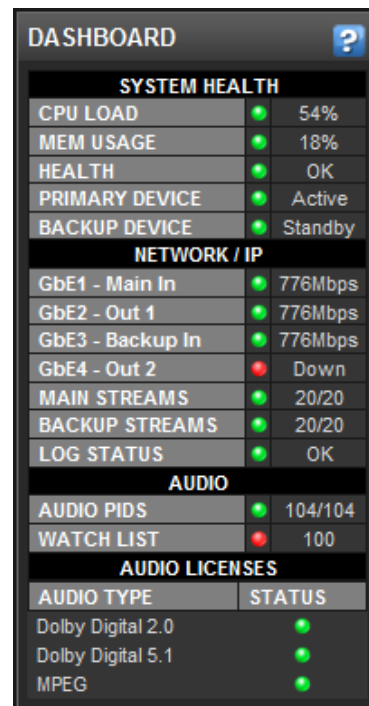 DASHBOARD ?
SYSTEM HEALTH
CPU LOAD 54%
MEM USAGE 18%
HEALTH OK
PRIMARY DEVICE Active
BACKUP DEVICE Standby
NETWORK / IP
GbE1 - Main In 776Mbps
GbE2 - Out 1 776Mbps
GbE3 - Backup In 776Mbps
GbE4 - Out 2 Down
MAIN STREAMS 20/20
BACKUP STREAMS 20/20
LOG STATUS OK
AUDIO
AUDIO PIDS 104/104
WATCH LIST 100
AUDIO LICENSES
AUDIO TYPE STATUS
Dolby Digital 2.0
Dolby Digital 5.1
MPEG